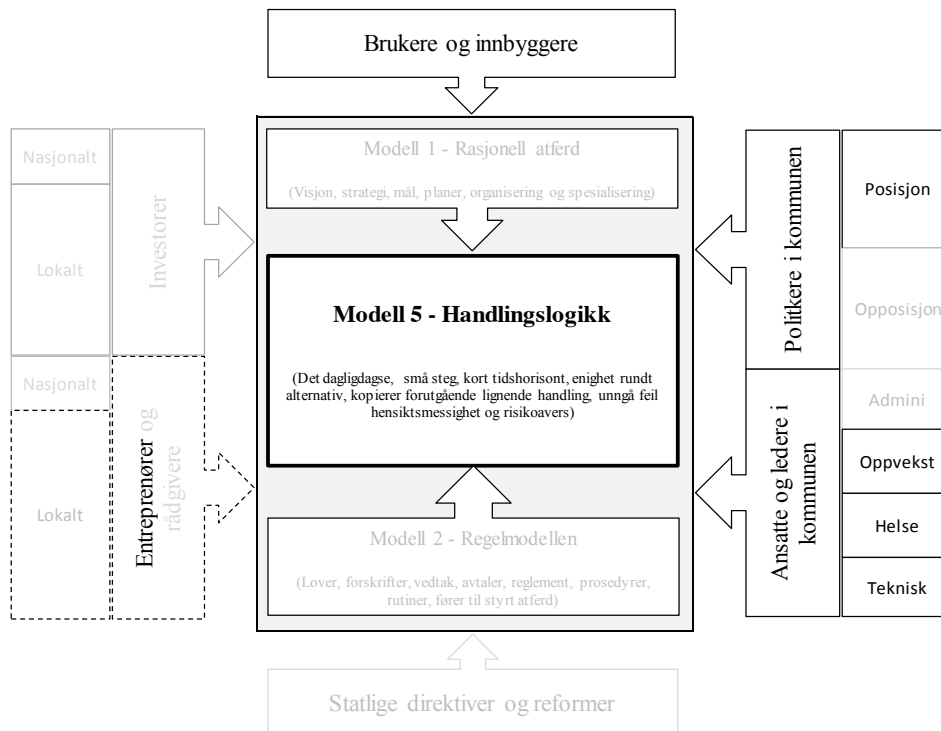 Brukere og innbyggere
Nasjonalt
Lokalt
Investorer
Nasjonalt
Lokalt
Entreprenører og
rådgivere
Modell 1 - Rasjonell atferd
(Visjon, strategi, mål, planer, organisering og spesialisering)
Modell 5 - Handlingslogikk
(Det dagligdagse, små steg, kort tidshorisont, enighet rundt
alternativ, kopierer forutgående lignende handling, unngå feil
hensiktsmessighet og risikoavers)
Modell 2 - Regelmodellen
(Lover, forskrifter, vedtak, avtaler, reglement, prosedyrer,
rutiner, fører til styrt atferd)
Politkere i kommunen
Posisjon
Opposisjon
Ansatte og ledere i
kommunen
Admini
Oppvekst
Helse
Teknisk
Statlige direktiver og reformer